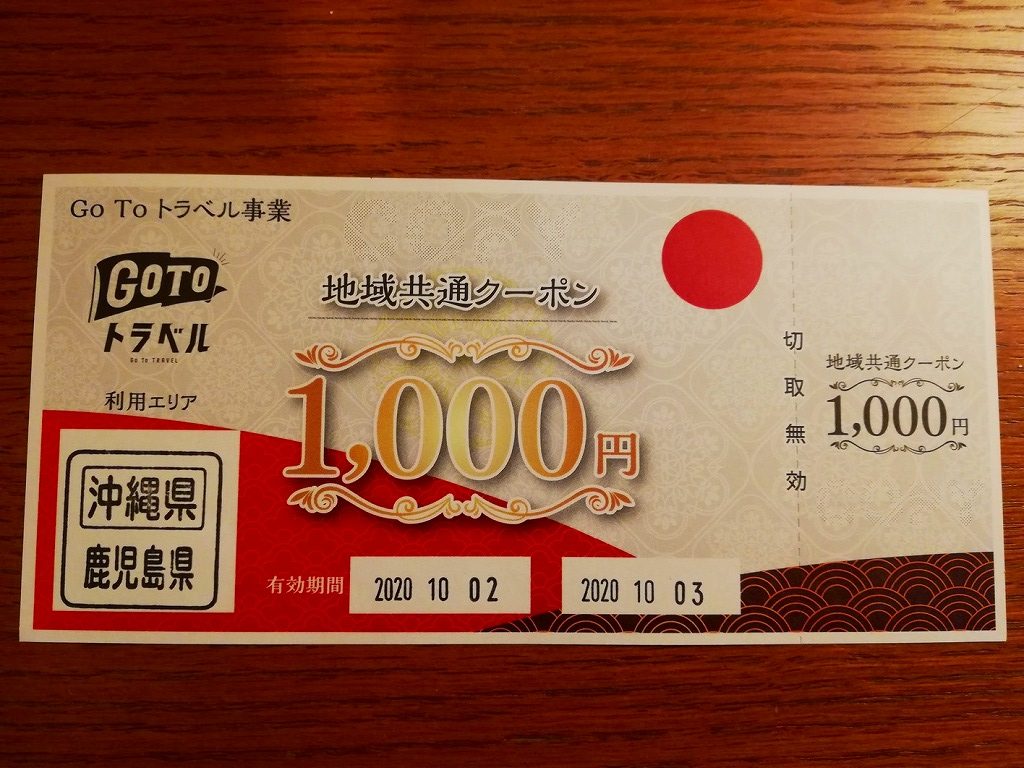 Go To トラベル事業
GOTO
トラベル
Go To TRAVEL
利用エリア
沖縄県
鹿児島県
地域共通クーポン
1,000円
有効期間
2020 10 02
2020 10 03
切取無効
地域共通クーポン
1,000円